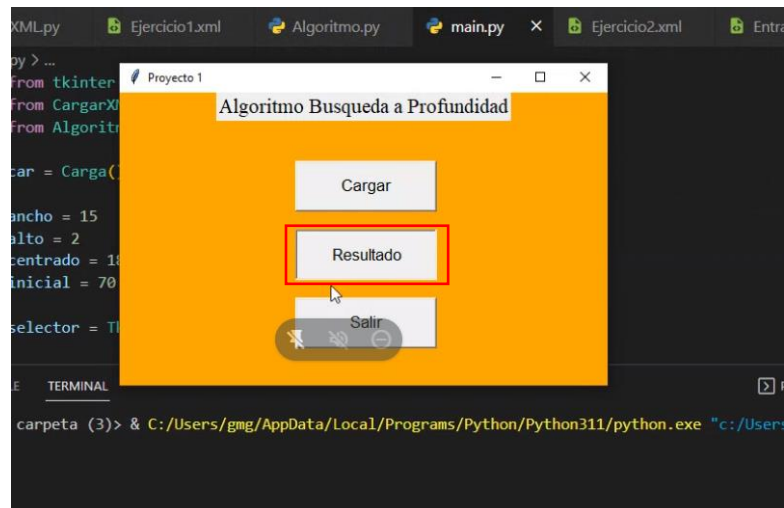 XML.py Ejercicio1.xml Algoritmo.py main.py Ejercicio2.xml Entra
py > ...
from tkinter
from CargarX
from Algorit
car = Carga(
ancho = 15
alto = 2
centrado = 18
inicial = 70
selector = T
Proyecto 1
Algoritmo Busqueda a Profundidad
Cargar
Resultado
Salir
E TERMINAL
carpeta (3)> & C:/Users/gmg/AppData/Local/Programs/Python/Python311/python.exe "c:/Users